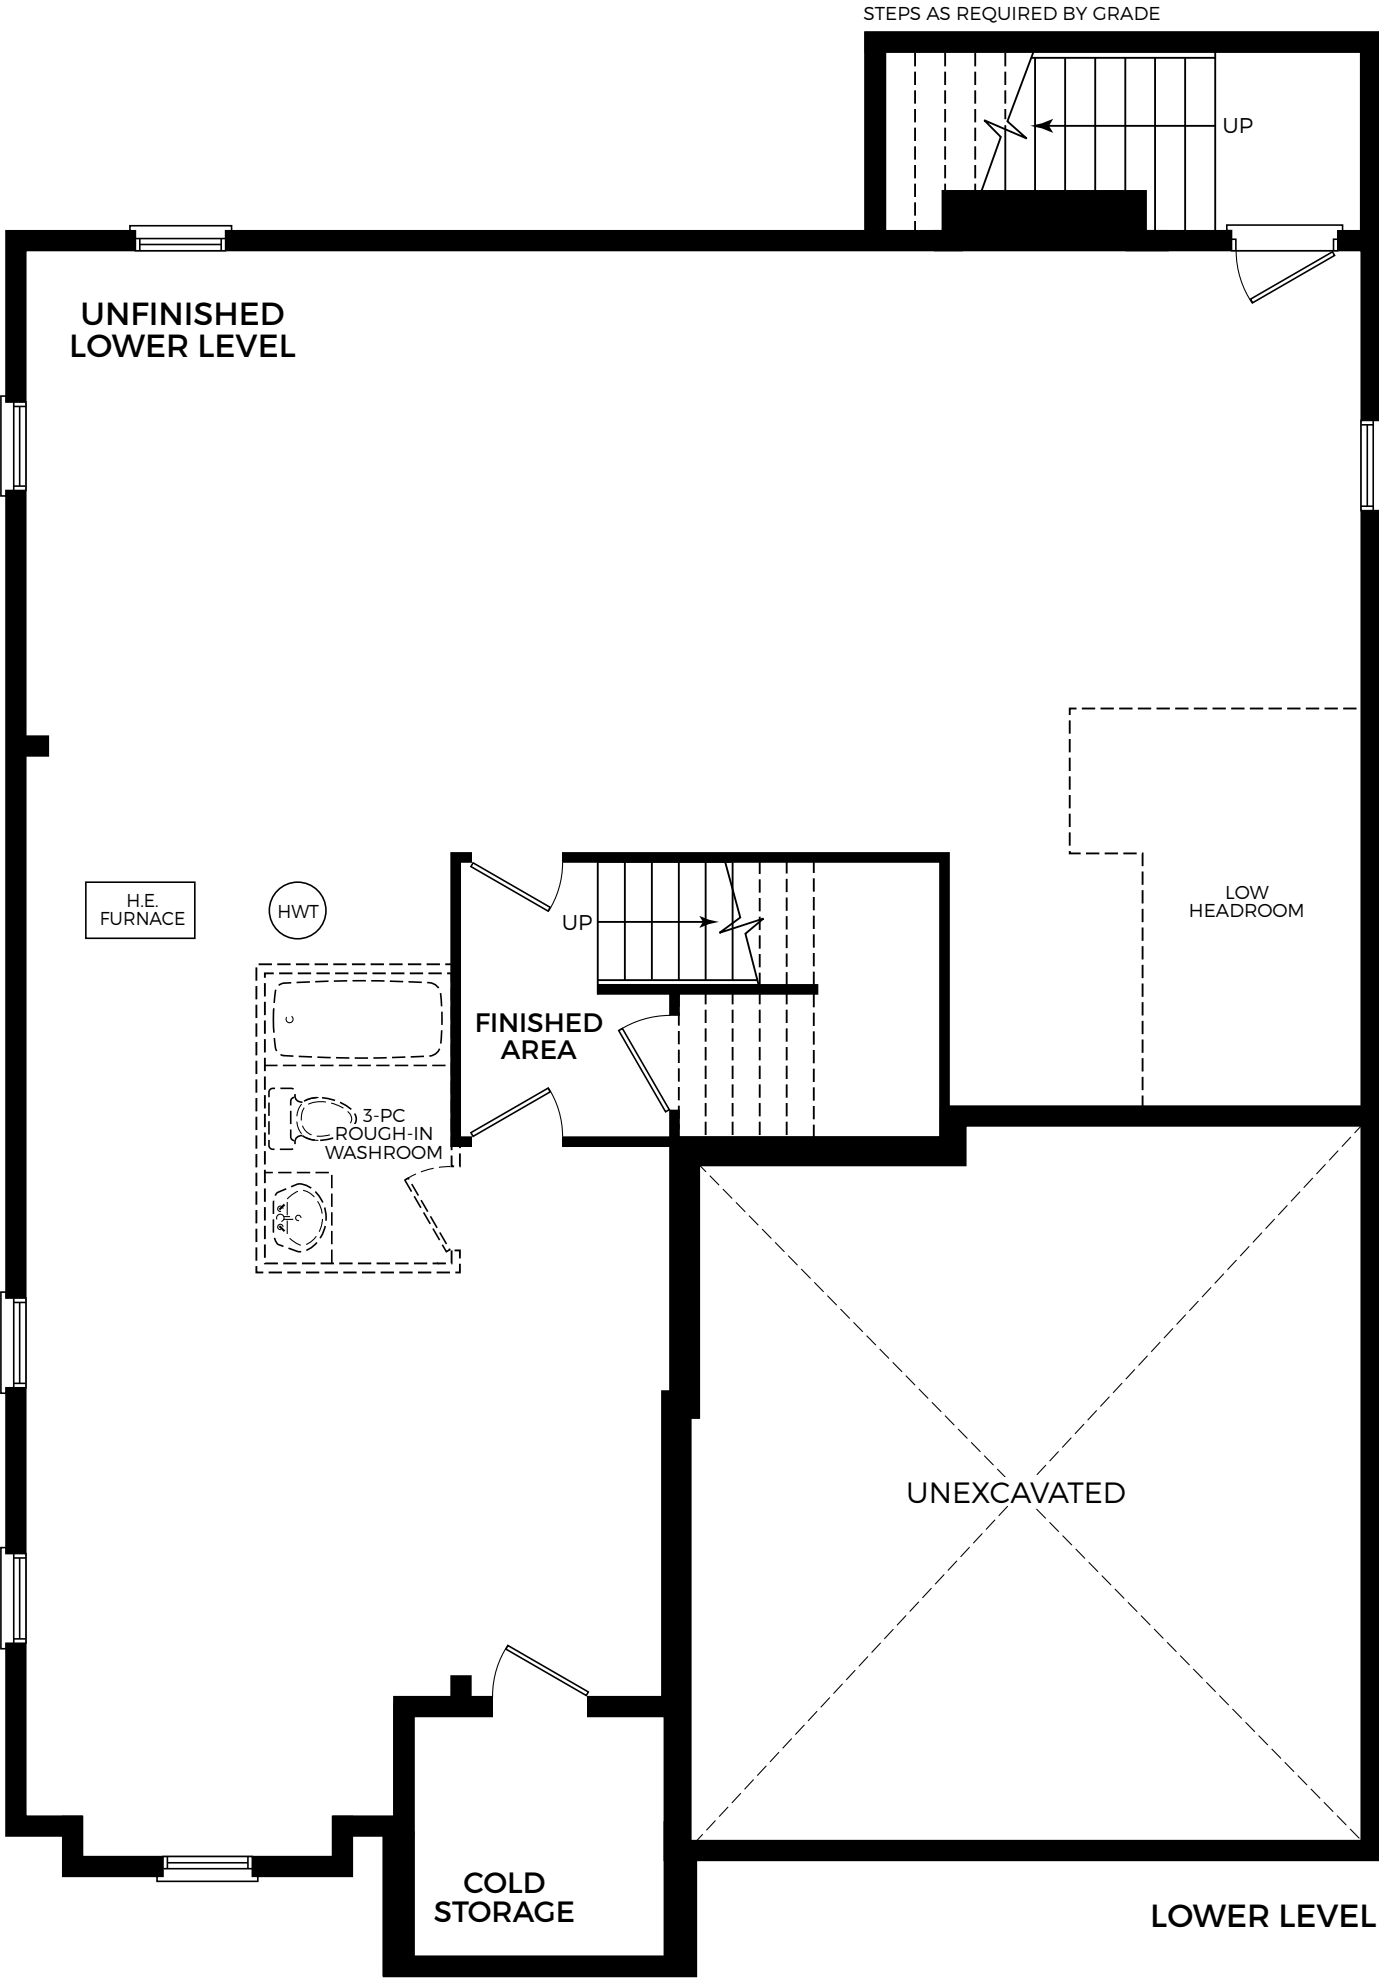 STEPS AS REQUIRED BY GRADE
UP
UNFINISHED
LOWER LEVEL
H.E.
FURNACE
HWT
UP
LOW
HEADROOM
FINISHED
AREA
3-PC
ROUGH-IN
WASHROOM
UNEXCAVATED
COLD
STORAGE
LOWER LEVEL